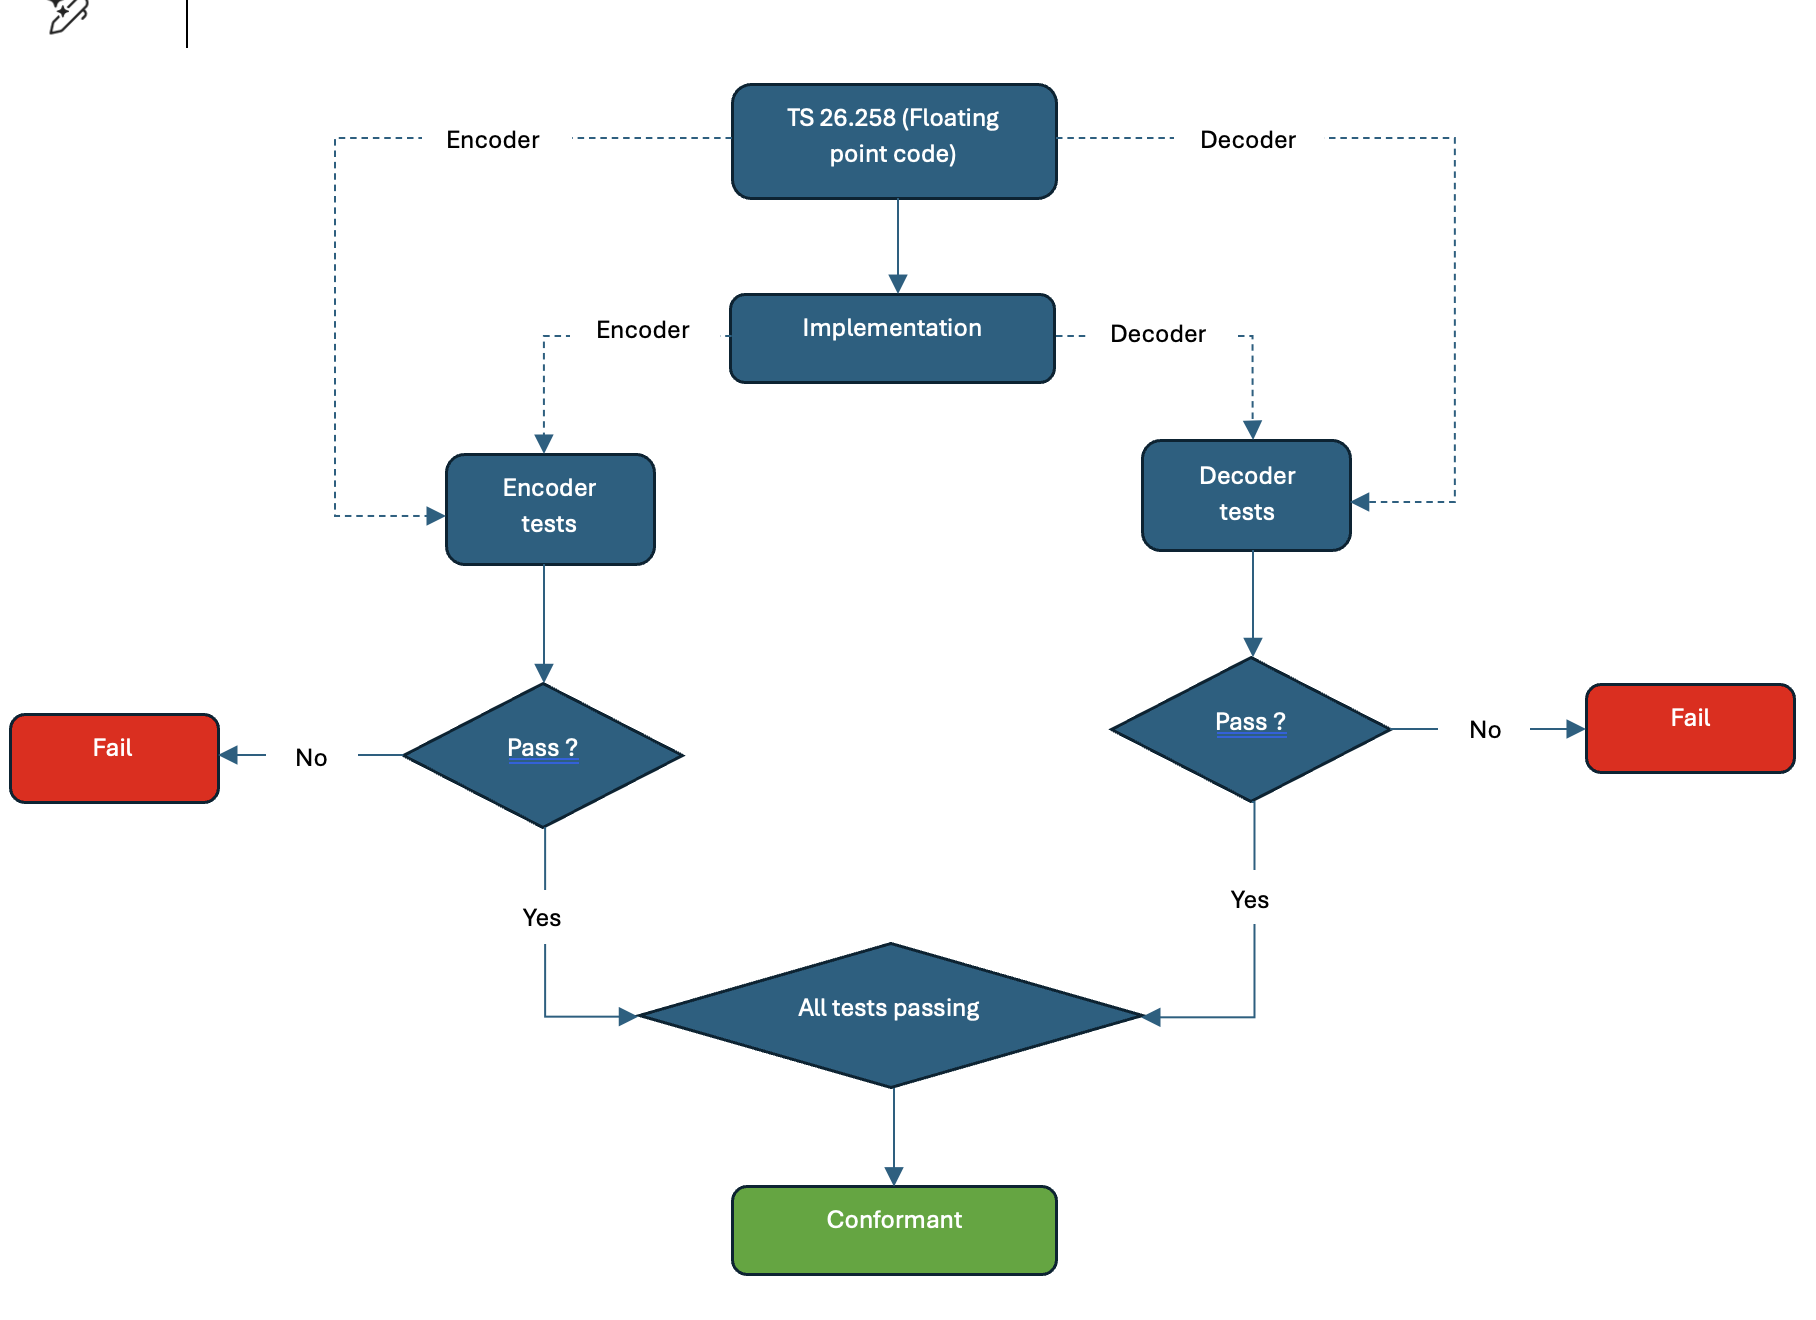 TS 26.258 (Floating
point code)
Encoder
Decoder
Implementation
Encoder
Decoder
Encoder
tests
Decoder
tests
Pass ?
Pass ?
Fail
No
No
Fail
Yes
Yes
All tests passing
Conformant